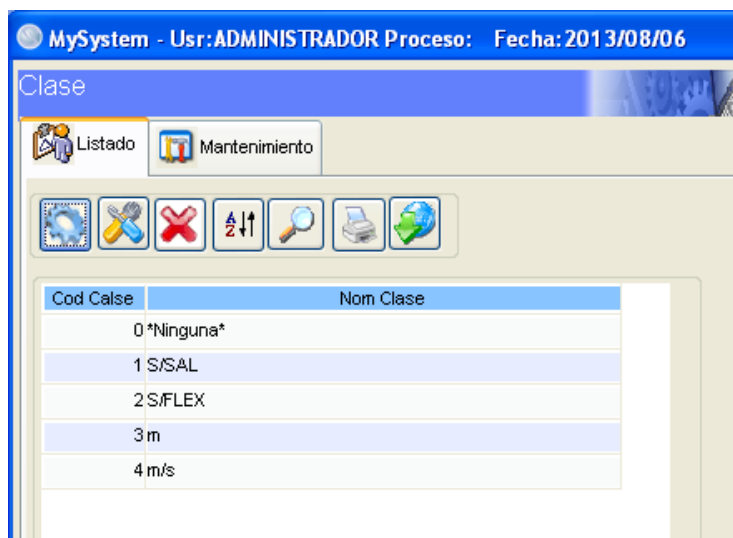 MySystem - Usr:ADMINISTRADOR Proceso: Fecha:2013/08/06
Clase
Listado Mantenimiento
Cod Calse Nom Clase
0 *Ninguna*
1 S/SAL
2 S/FLEX
3 m
4 m/s